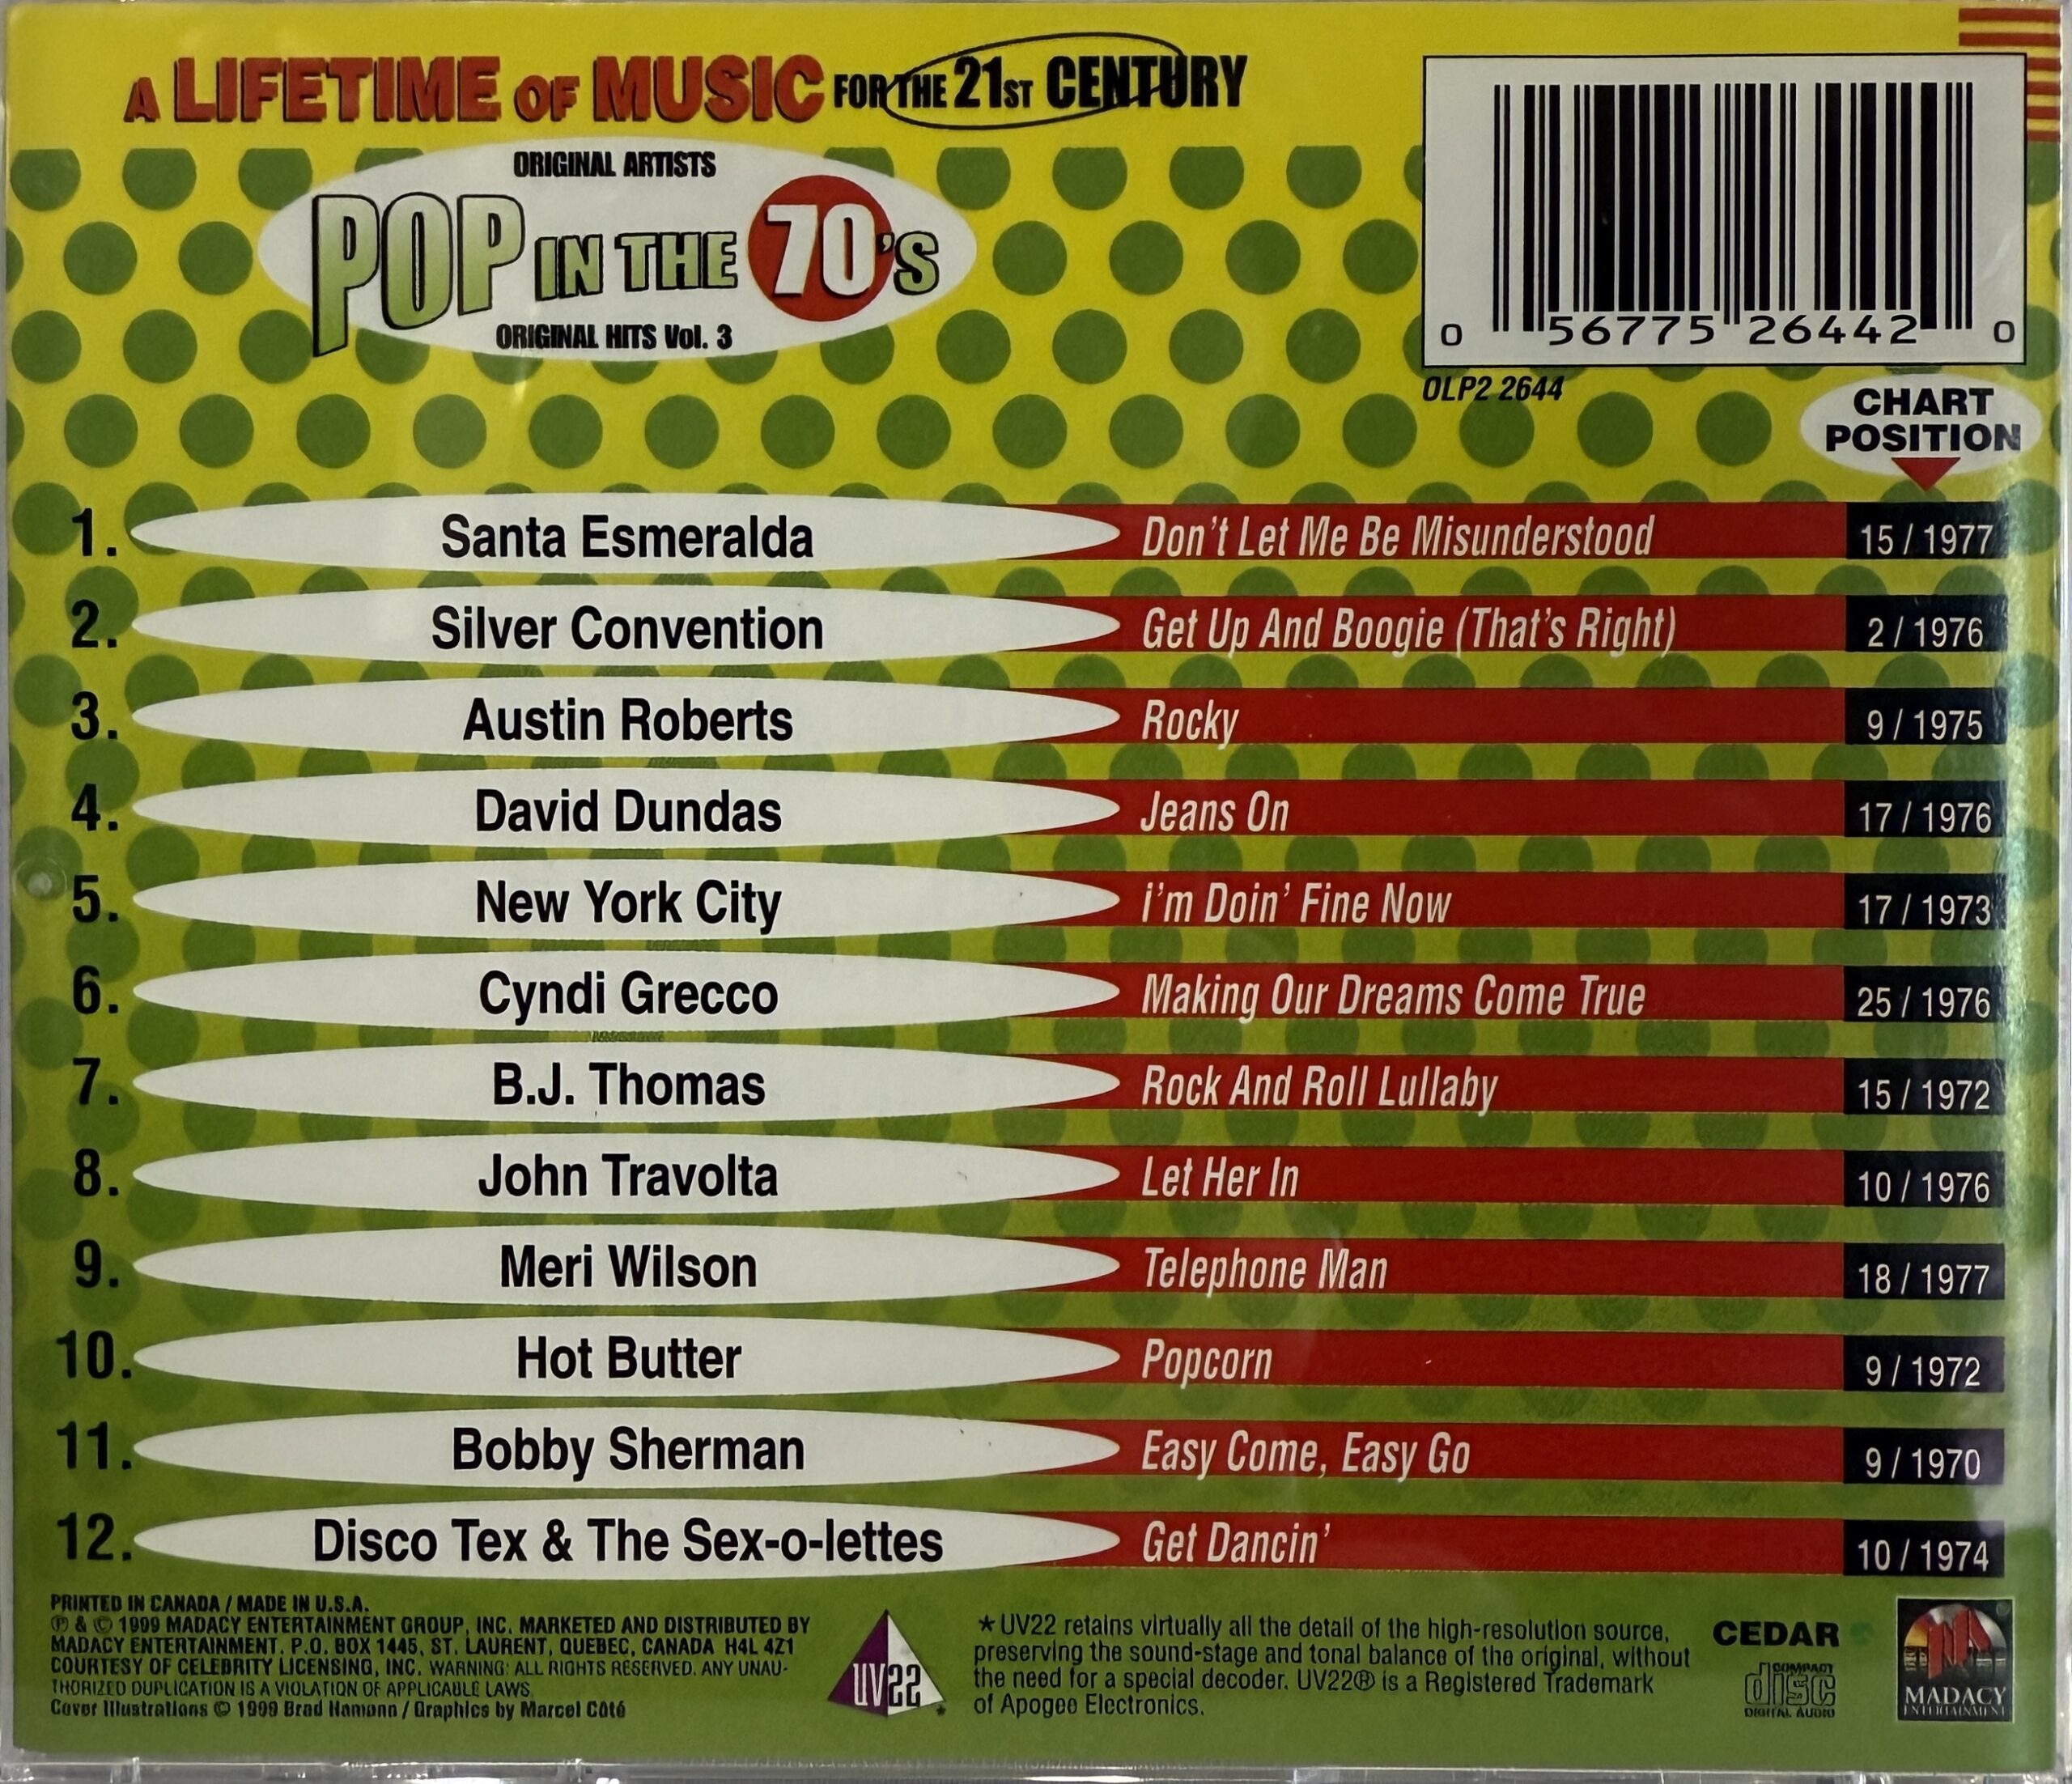 A LIFETIME OF MUSIC FOR THE 21ST CENTURY
ORIGINAL ARTISTS
POP IN THE 70's
ORIGINAL HITS Vol. 3
0 56775 26442 0
OLP2 2644
CHART
POSITION
1. Santa Esmeralda Don't Let Me Be Misunderstood 15 / 1977
2. Silver Convention Get Up And Boogie (That's Right) 2 / 1976
3. Austin Roberts Rocky 9 / 1975
4. David Dundas Jeans On 17 / 1976
5. New York City i'm Doin' Fine Now 17 / 1973
6. Cyndi Grecco Making Our Dreams Come True 25 / 1976
7. B.J. Thomas Rock And Roll Lullaby 15 / 1972
8. John Travolta Let Her In 10 / 1976
9. Meri Wilson Telephone Man 18 / 1977
10. Hot Butter Popcorn 9 / 1972
11. Bobby Sherman Easy Come, Easy Go 9 / 1970
12. Disco Tex & The Sex-o-lettes Get Dancin' 10 / 1974
PRINTED IN CANADA / MADE IN U.S.A.
℗ & © 1999 MADACY ENTERTAINMENT GROUP, INC. MARKETED AND DISTRIBUTED BY
MADACY ENTERTAINMENT, P.O. BOX 1445, ST. LAURENT, QUEBEC, CANADA H4L 4Z1
COURTESY OF CELEBRITY LICENSING, INC. WARNING: ALL RIGHTS RESERVED. ANY UNAU-
THORIZED DUPLICATION IS A VIOLATION OF APPLICABLE LAWS.
Cover Illustrations © 1999 Brad Hamann / Graphics by Marcel Côté
UV22 *
* UV22 retains virtually all the detail of the high-resolution source,
preserving the sound-stage and tonal balance of the original, without
the need for a special decoder. UV22® is a Registered Trademark
of Apogee Electronics.
CEDAR
COMPACT
disc
DIGITAL AUDIO
MADACY
ENTERTAINMENT